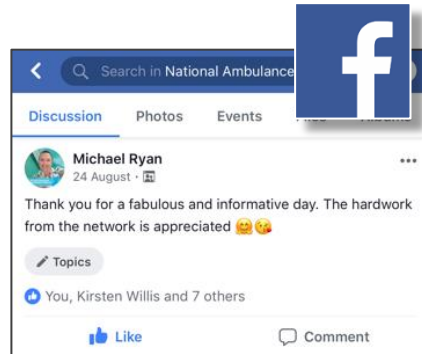 Search in National Ambulance
Discussion Photos Events
Michael Ryan
24 August ·
Thank you for a fabulous and informative day. The hardwork
from the network is appreciated 🤗😘
Topics
You, Kirsten Willis and 7 others
Like Comment